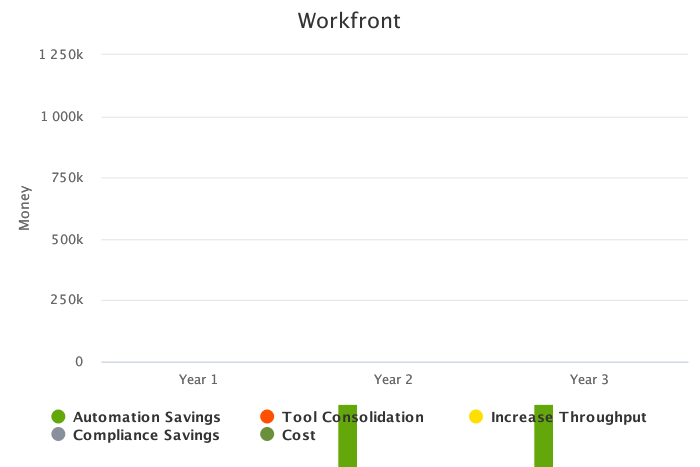 Workfront
1 250k
1 000k
750k
500k
250k
0
Money
Year 1 Year 2 Year 3
Automation Savings Tool Consolidation Increase Throughput
Compliance Savings Cost